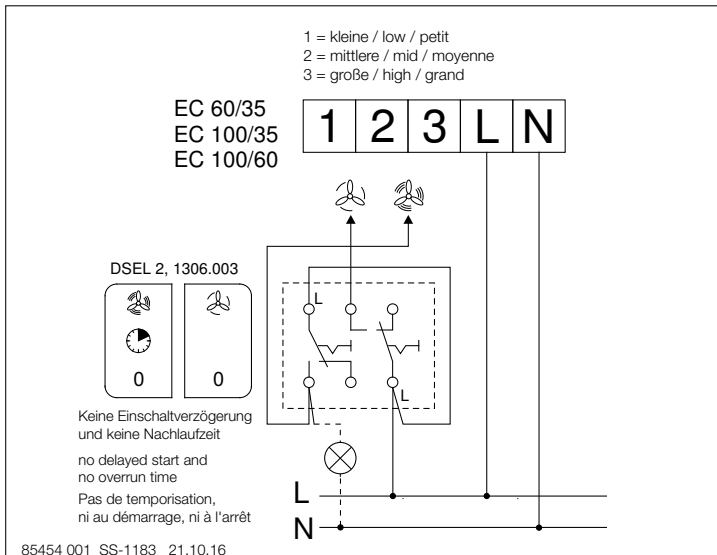 1 = kleine / low / petit
2 = mittlere / mid / moyenne
3 = große / high / grand
EC 60/35
EC 100/35
EC 100/60
1 2 3 L N
DSEL 2, 1306.003
0 0
L
L
Keine Einschaltverzögerung
und keine Nachlaufzeit
no delayed start and
no overrun time
Pas de temporisation,
ni au démarrage, ni à l'arrêt
L
N
85454 001 SS-1183 21.10.16